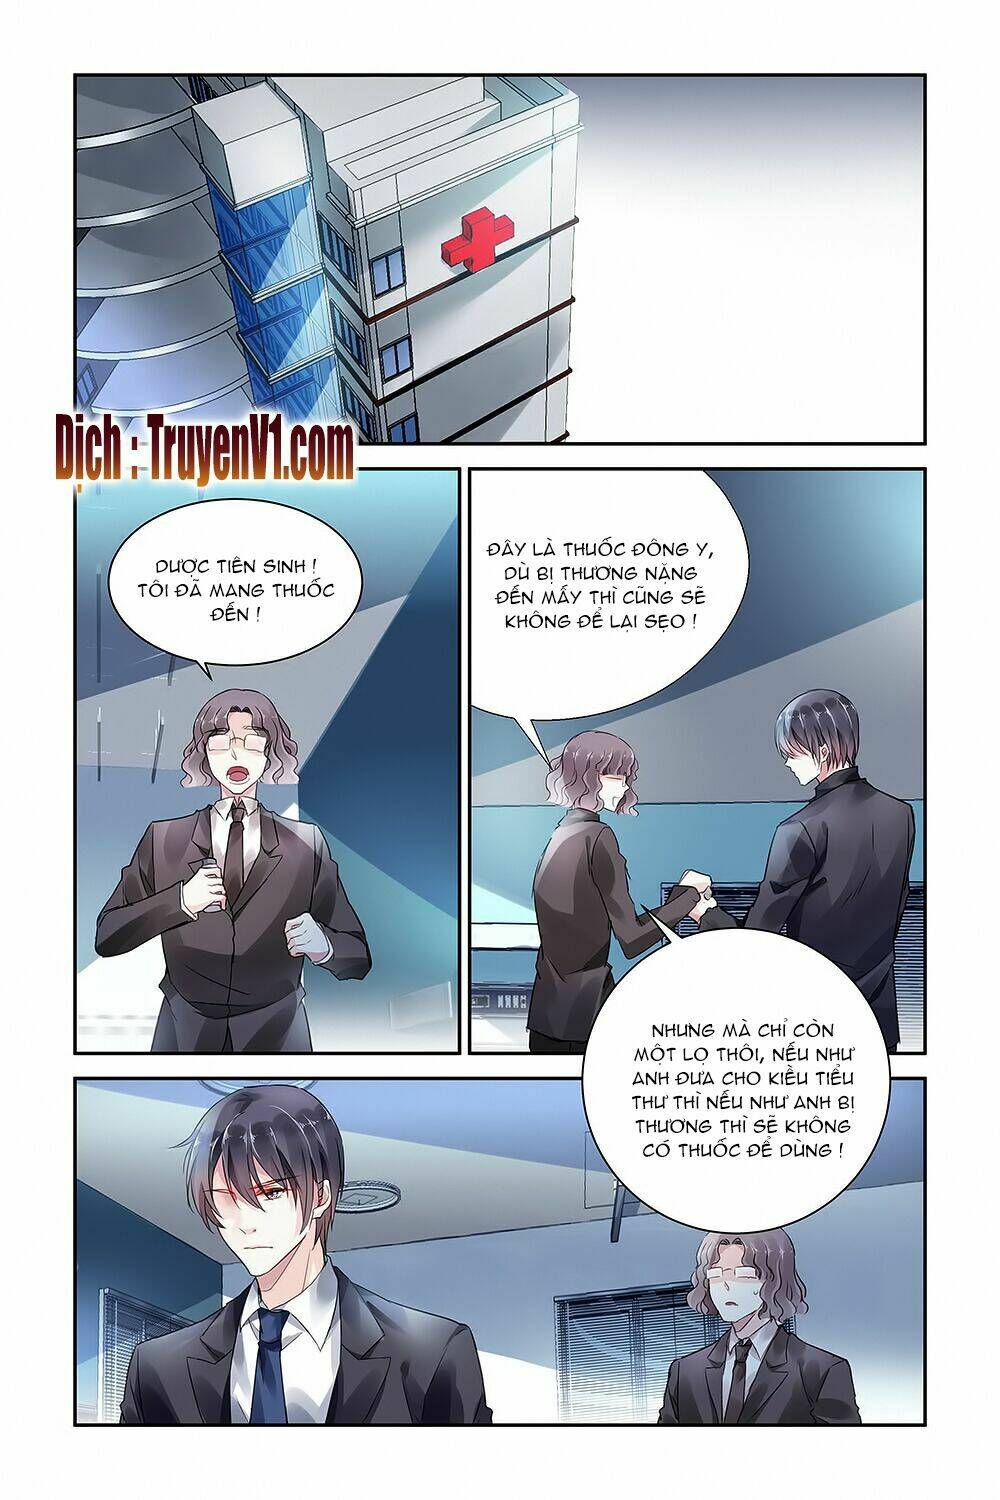 Dịch : TruyenV1.com
DƯỢC TIÊN SINH !
TÔI ĐÃ MANG THUỐC
ĐẾN !
ĐÂY LÀ THUỐC ĐÔNG Y,
DÙ BỊ THƯƠNG NẶNG
ĐẾN MẤY THÌ CŨNG SẼ
KHÔNG ĐỂ LẠI SẸO !
NHƯNG MÀ CHỈ CÒN
MỘT LỌ THÔI, NẾU NHƯ
ANH ĐƯA CHO KIỀU TIỂU
THƯ THÌ NẾU NHƯ ANH BỊ
THƯƠNG THÌ SẼ KHÔNG
CÓ THUỐC ĐỂ DÙNG !